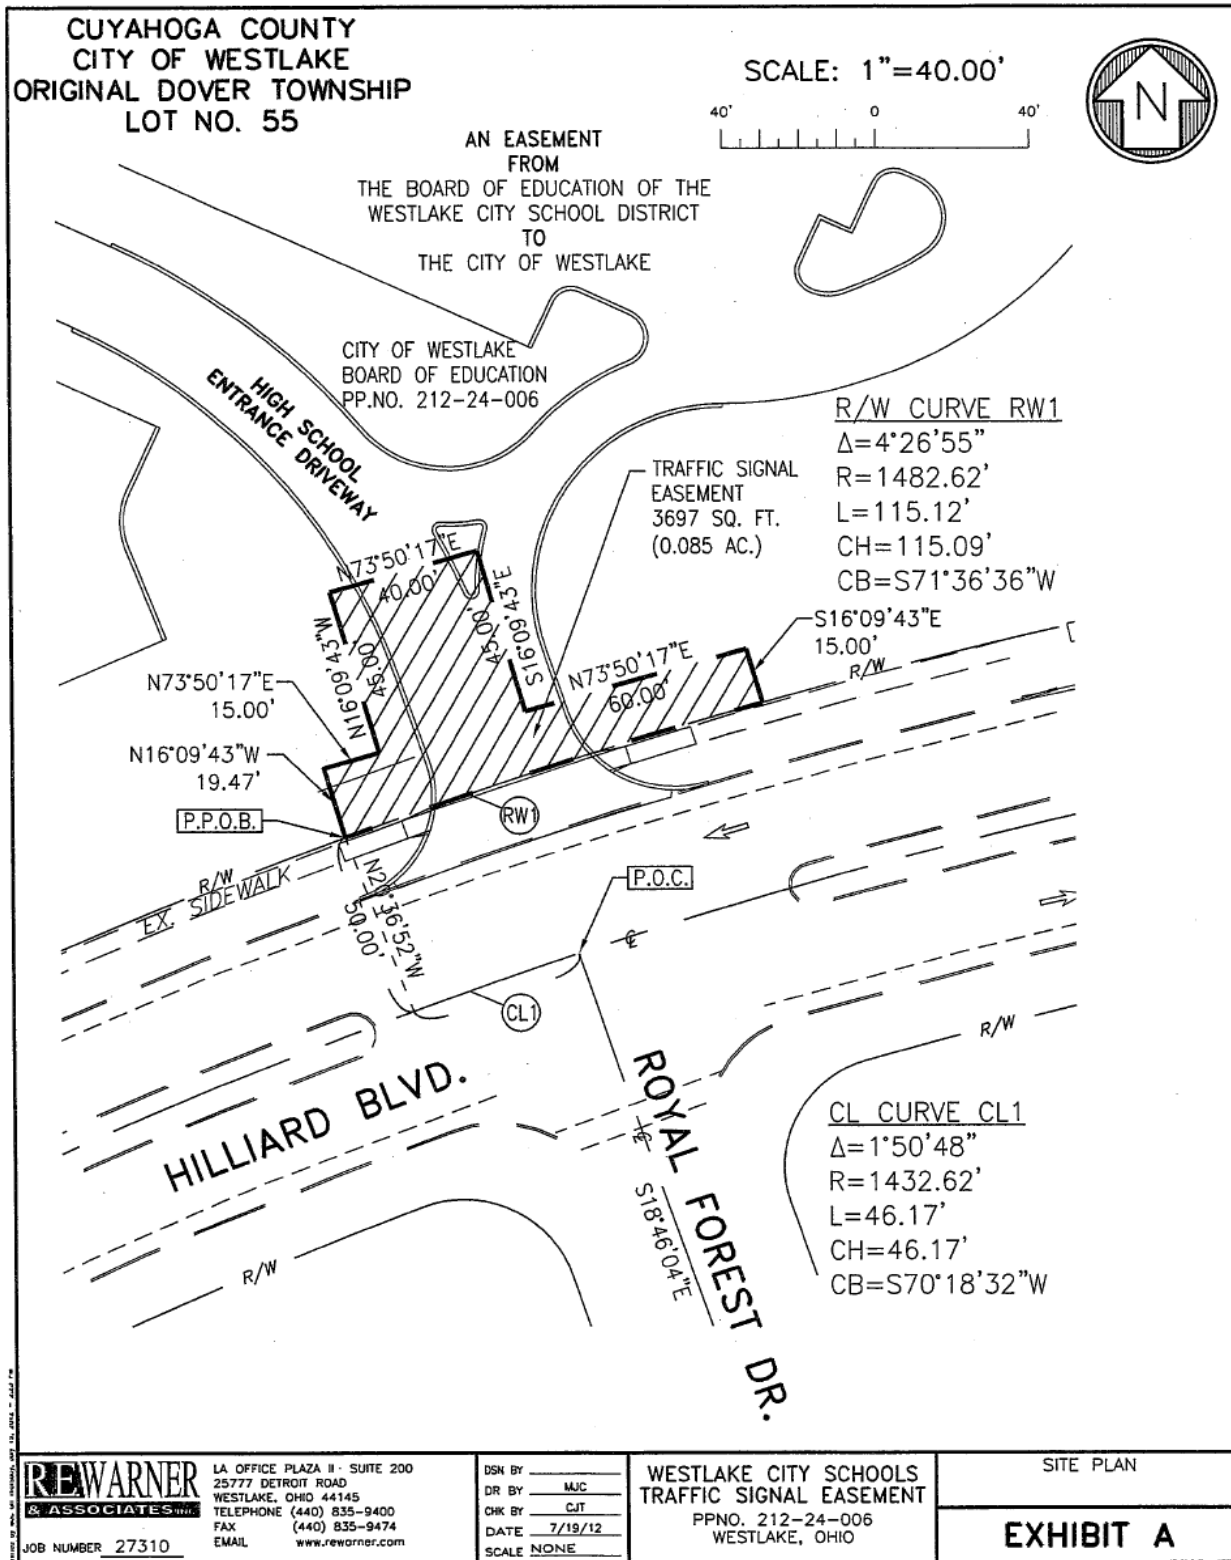 CUYAHOGA COUNTY
CITY OF WESTLAKE
ORIGINAL DOVER TOWNSHIP
LOT NO. 55
SCALE: 1"=40.00'
40'
0
40'
N
AN EASEMENT
FROM
THE BOARD OF EDUCATION OF THE
WESTLAKE CITY SCHOOL DISTRICT
TO
THE CITY OF WESTLAKE
CITY OF WESTLAKE
BOARD OF EDUCATION
PP.NO. 212-24-006
HIGH SCHOOL
ENTRANCE DRIVEWAY
TRAFFIC SIGNAL
EASEMENT
3697 SQ. FT.
(0.085 AC.)
R/W CURVE RW1
Δ=4°26'55"
R=1482.62'
L=115.12'
CH=115.09'
CB=S71°36'36"W
N73°50'17"E
40.00'
S16°09'43"E
45.00'
N16°09'43"W
45.00'
N73°50'17"E
60.00'
S16°09'43"E
15.00'
R/W
N73°50'17"E
15.00'
N16°09'43"W
19.47'
P.P.O.B.
RW1
R/W
EX. SIDEWALK
N20°36'52"W
50.00'
P.O.C.
℄
CL1
R/W
HILLIARD BLVD.
ROYAL FOREST DR.
℄
S18°46'04"E
R/W
CL CURVE CL1
Δ=1°50'48"
R=1432.62'
L=46.17'
CH=46.17'
CB=S70°18'32"W
REWARNER
& ASSOCIATES
JOB NUMBER 27310
LA OFFICE PLAZA II - SUITE 200
25777 DETROIT ROAD
WESTLAKE, OHIO 44145
TELEPHONE (440) 835-9400
FAX (440) 835-9474
EMAIL www.rewarner.com
DSN BY
DR BY MJC
CHK BY CJT
DATE 7/19/12
SCALE NONE
WESTLAKE CITY SCHOOLS
TRAFFIC SIGNAL EASEMENT
PPNO. 212-24-006
WESTLAKE, OHIO
SITE PLAN
EXHIBIT A